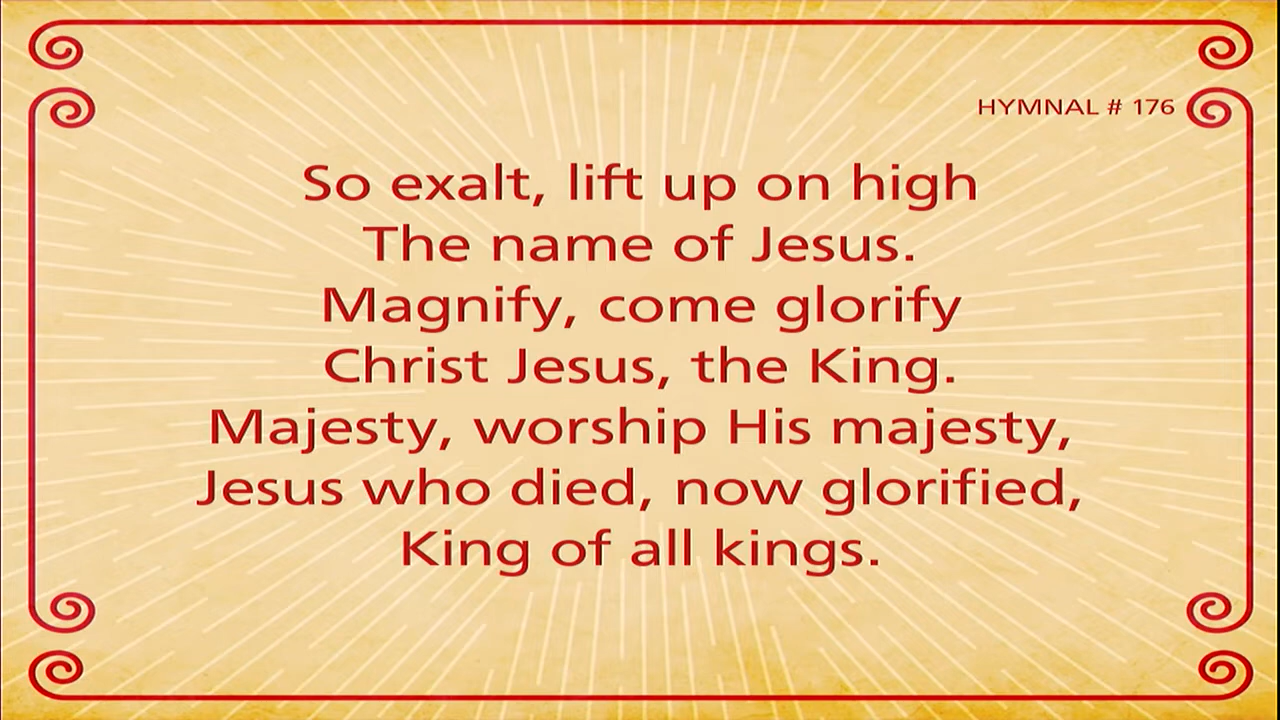 HYMNAL # 176
So exalt, lift up on high
The name of Jesus.
Magnify, come glorify
Christ Jesus, the King.
Majesty, worship His majesty,
Jesus who died, now glorified,
King of all kings.